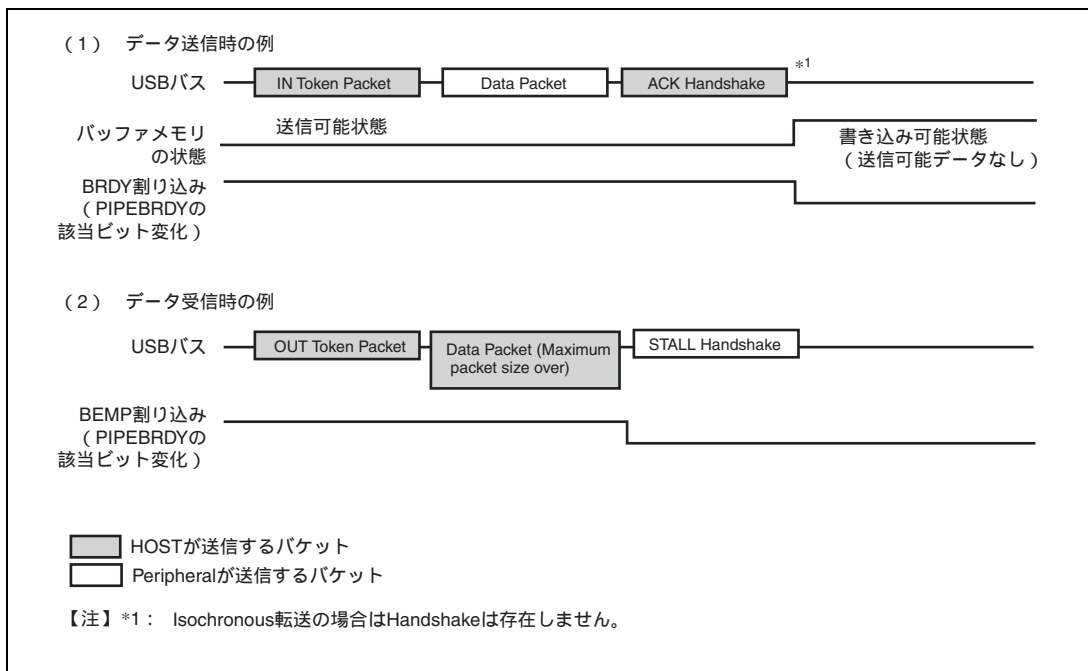 (1) データ送信時の例
*1
USBバス
IN Token Packet
Data Packet
ACK Handshake
バッファメモリ
の状態
送信可能状態
書き込み可能状態
(送信可能データなし)
BRDY割り込み
(PIPEBRDYの
該当ビット変化)
(2) データ受信時の例
USBバス
OUT Token Packet
Data Packet (Maximum
packet size over)
STALL Handshake
BEMP割り込み
(PIPEBRDYの
該当ビット変化)
HOSTが送信するパケット
Peripheralが送信するパケット
【注】*1: Isochronous転送の場合はHandshakeは存在しません。